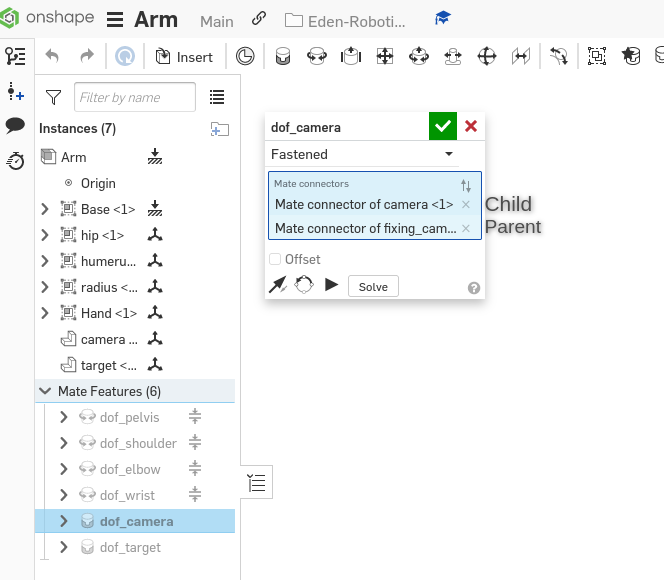 onshape Arm Main Eden-Roboti...
Insert
Filter by name
Instances (7)
Arm
Origin
Base <1>
hip <1>
humeru...
radius <...
Hand <1>
camera ...
target <...
Mate Features (6)
dof_pelvis
dof_shoulder
dof_elbow
dof_wrist
dof_camera
dof_target
dof_camera
Fastened
Mate connectors
Mate connector of camera <1> Child
Mate connector of fixing_cam... Parent
Offset
Solve